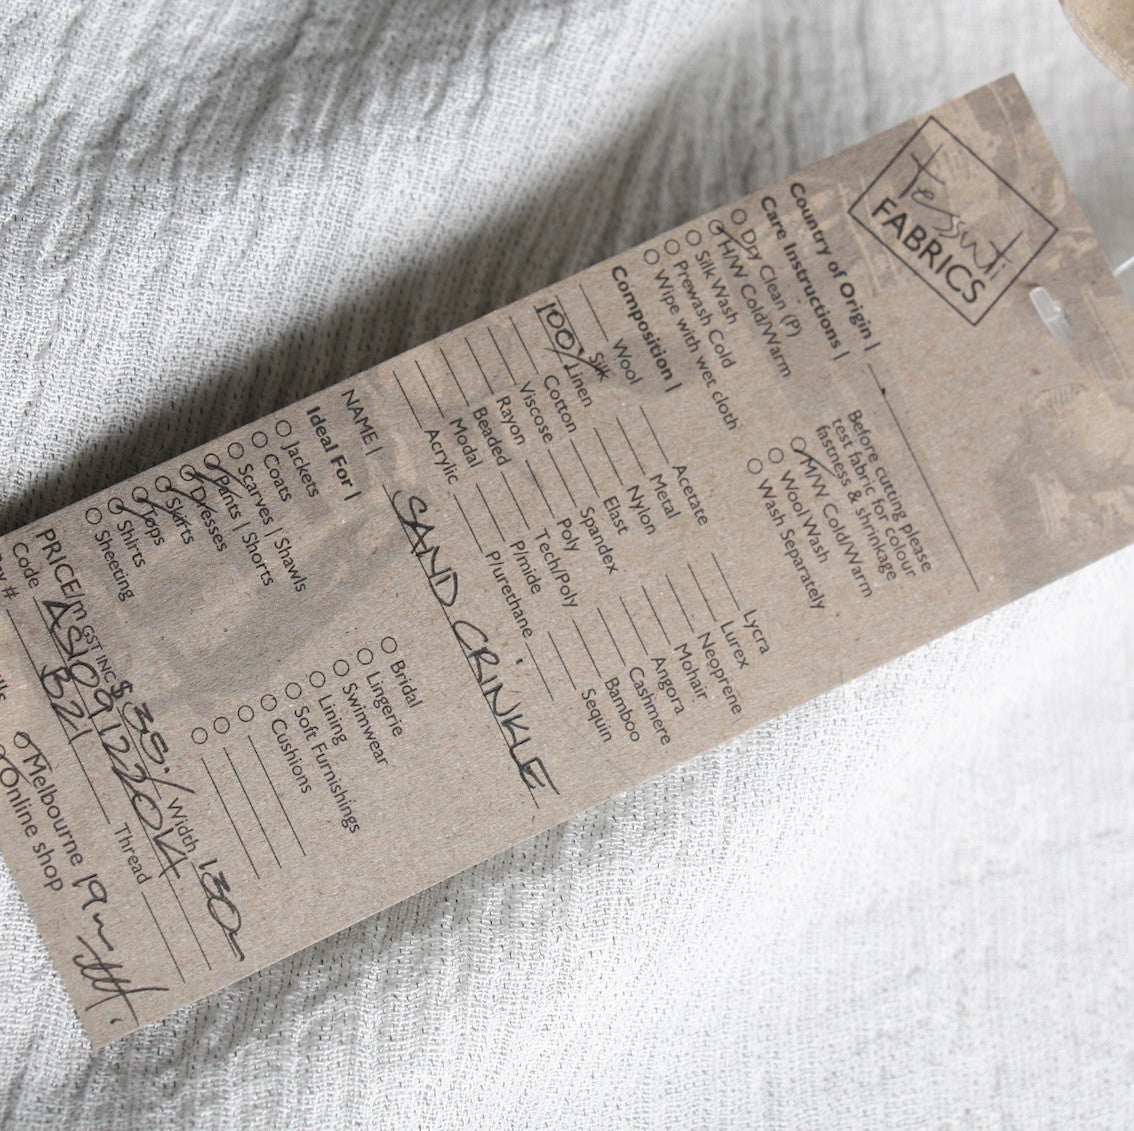 tessuti
FABRICS
Country of Origin |
Care Instructions |
Dry Clean (P)
H/W Cold/Warm
Silk Wash
Prewash Cold
Wipe with wet cloth
Before cutting please
test fabric for colour
fastness & shrinkage
M/W Cold/Warm
Wool Wash
Wash Separately
Composition |
Wool
Silk
100% Linen
Cotton
Viscose
Rayon
Beaded
Modal
Acrylic
Acetate
Metal
Nylon
Elast
Spandex
Poly
Tech/Poly
P/mide
P/urethane
Lycra
Lurex
Neoprene
Mohair
Angora
Cashmere
Bamboo
Sequin
NAME | SAND CRINKLE
Ideal For |
Jackets
Coats
Scarves | Shawls
Pants | Shorts
Dresses
Skirts
Tops
Shirts
Sheeting
Bridal
Lingerie
Swimwear
Lining
Soft Furnishings
Cushions
PRICE/m GST INC $ Width 130
Code
B21 Thread
#
Melbourne 19m
Online shop